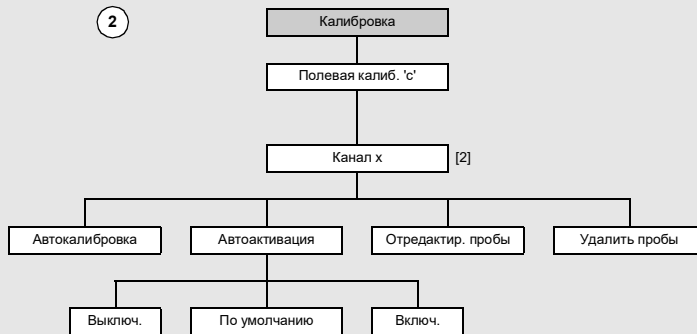 2
Калибровка
Полевая калиб. 'c'
Канал x [2]
Автокалибровка Автоактивация Отредактир. пробы Удалить пробы
Выключ. По умолчанию Включ.